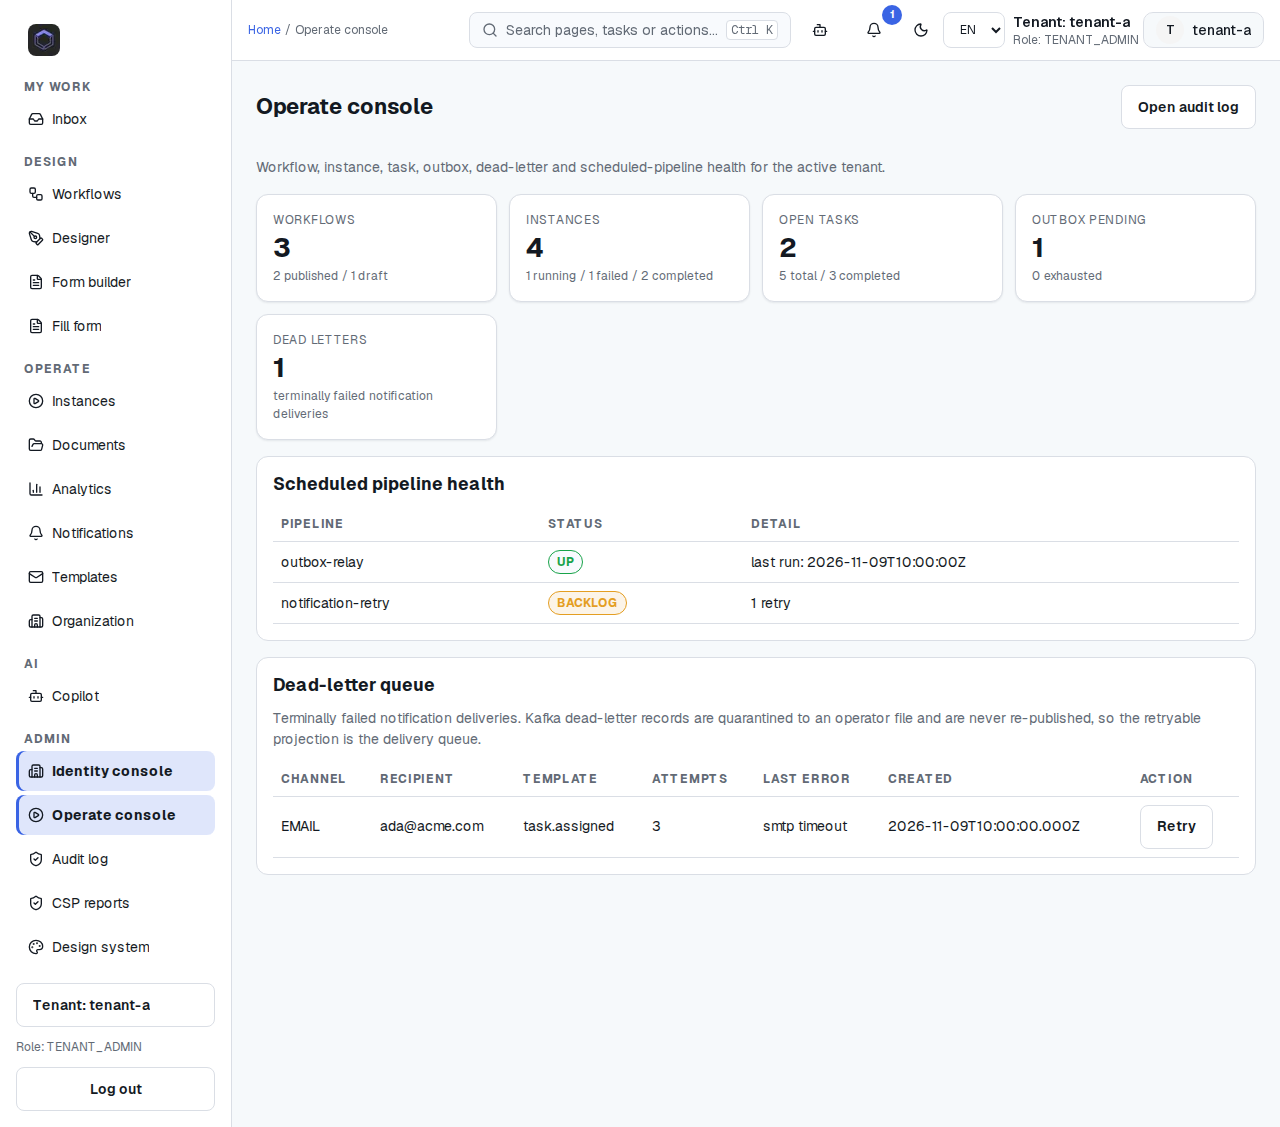 MY WORK
Inbox
DESIGN
Workflows
Designer
Form builder
Fill form
OPERATE
Instances
Documents
Analytics
Notifications
Templates
Organization
AI
Copilot
ADMIN
Identity console
Operate console
Audit log
CSP reports
Design system
Tenant: tenant-a
Role: TENANT_ADMIN
Log out
Home / Operate console
Search pages, tasks or actions... Ctrl K
1
EN
Tenant: tenant-a
Role: TENANT_ADMIN
T tenant-a
Operate console
Open audit log
Workflow, instance, task, outbox, dead-letter and scheduled-pipeline health for the active tenant.
WORKFLOWS
3
2 published / 1 draft
INSTANCES
4
1 running / 1 failed / 2 completed
OPEN TASKS
2
5 total / 3 completed
OUTBOX PENDING
1
0 exhausted
DEAD LETTERS
1
terminally failed notification
deliveries
Scheduled pipeline health
PIPELINE STATUS DETAIL
outbox-relay UP last run: 2026-11-09T10:00:00Z
notification-retry BACKLOG 1 retry
Dead-letter queue
Terminally failed notification deliveries. Kafka dead-letter records are quarantined to an operator file and are never re-published, so the retryable
projection is the delivery queue.
CHANNEL RECIPIENT TEMPLATE ATTEMPTS LAST ERROR CREATED ACTION
EMAIL ada@acme.com task.assigned 3 smtp timeout 2026-11-09T10:00:00.000Z Retry